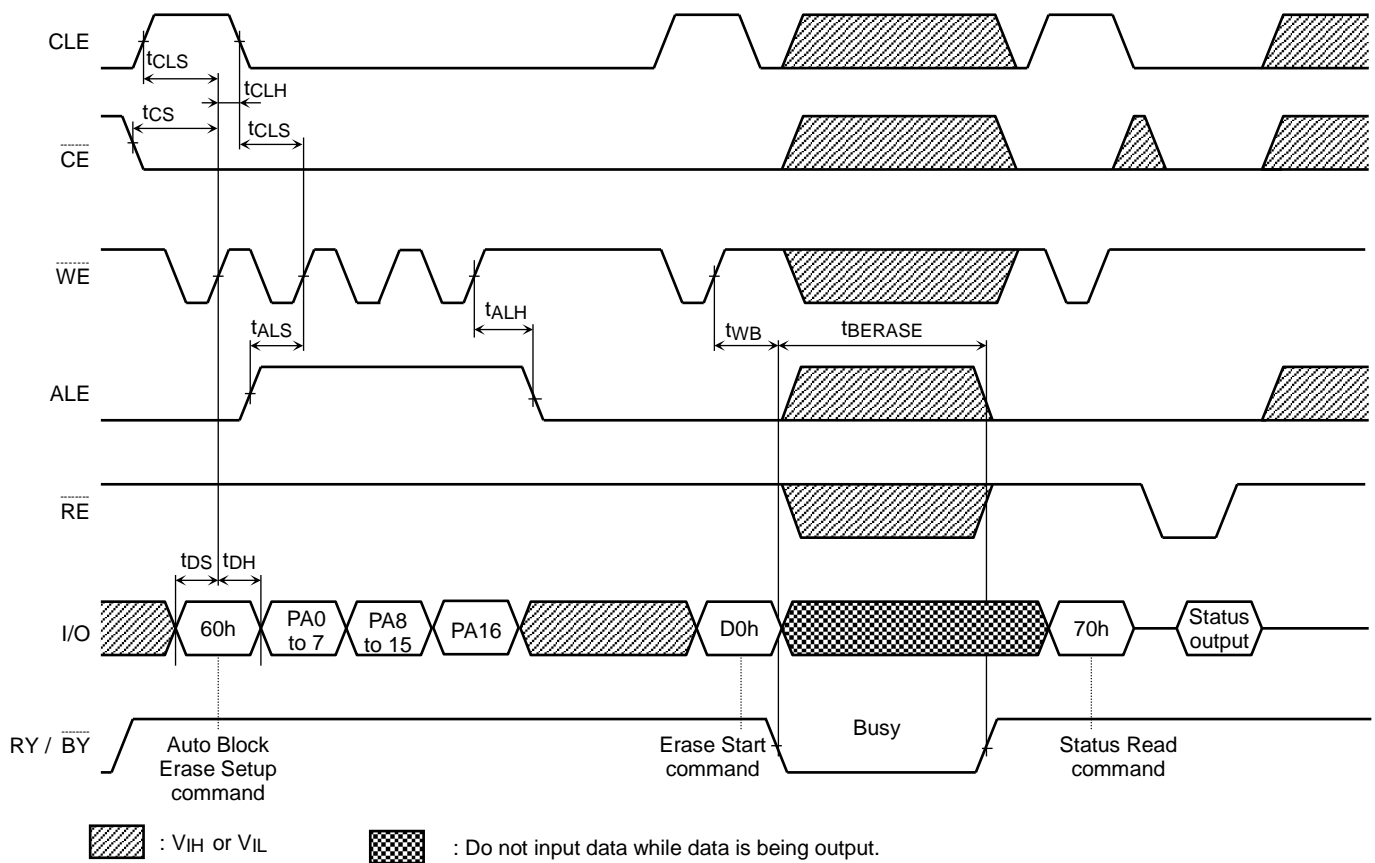 CLE
tCLS
tCLH
tCS
tCLS
CE
WE
tALS
tALH
tWB
tBERASE
ALE
RE
tDS
tDH
I/O
60h
PA0
to 7
PA8
to 15
PA16
D0h
70h
Status
output
RY / BY
Busy
Auto Block
Erase Setup
command
Erase Start
command
Status Read
command
: VIH or VIL
: Do not input data while data is being output.